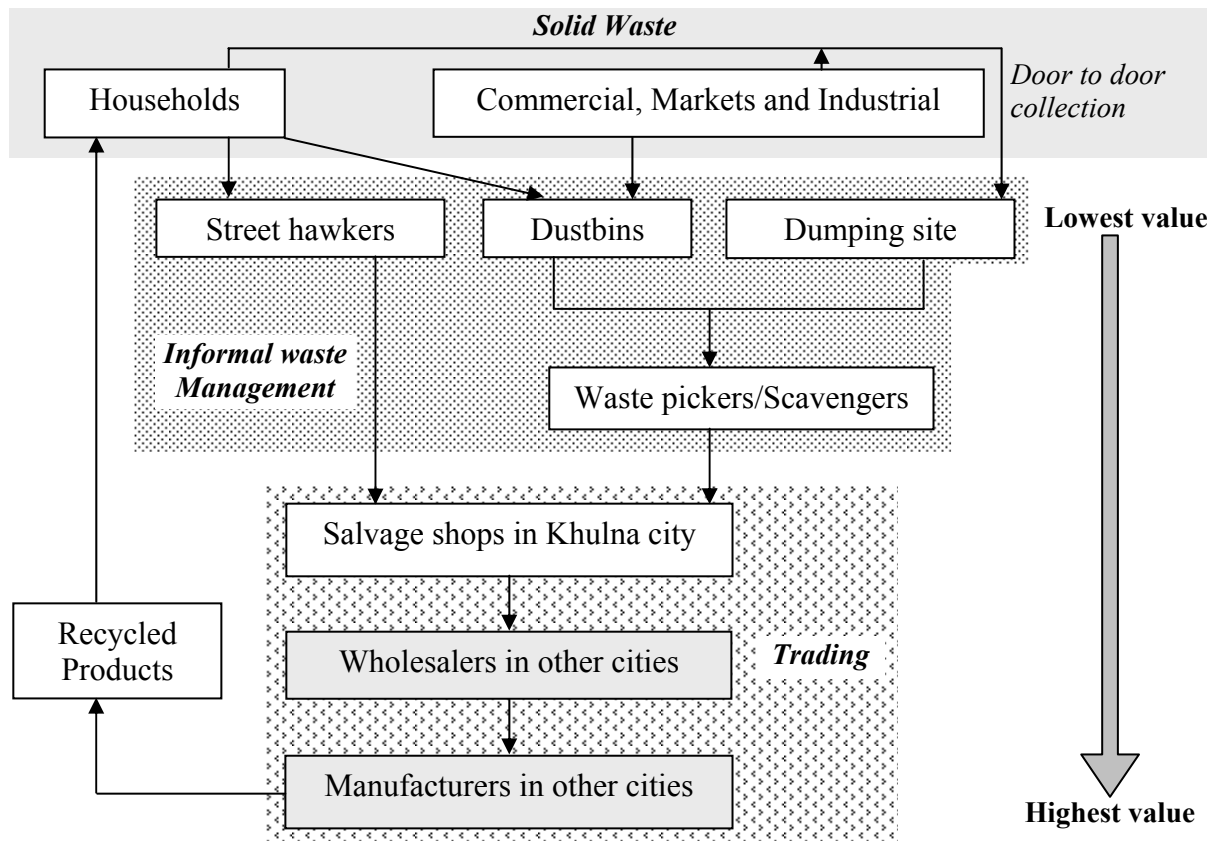 Solid Waste
Households
Commercial, Markets and Industrial
Door to door
collection
Street hawkers
Dustbins
Dumping site
Lowest value
Informal waste
Management
Waste pickers/Scavengers
Salvage shops in Khulna city
Recycled
Products
Wholesalers in other cities
Trading
Manufacturers in other cities
Highest value